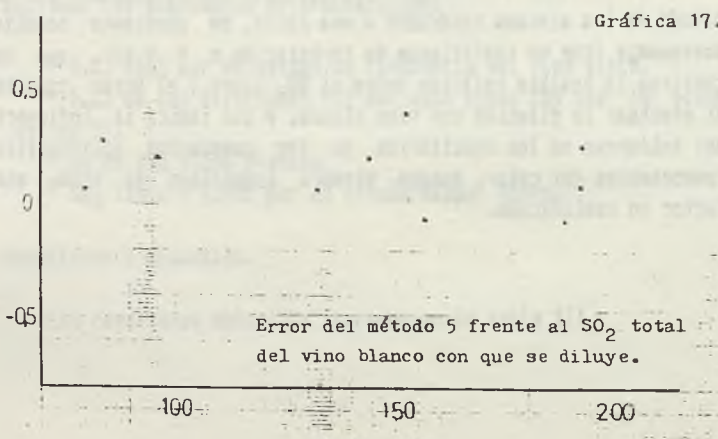 Gráfica 17.
0,5
0
-0,5
Error del método 5 frente al SO2 total
del vino blanco con que se diluye.
100 150 200